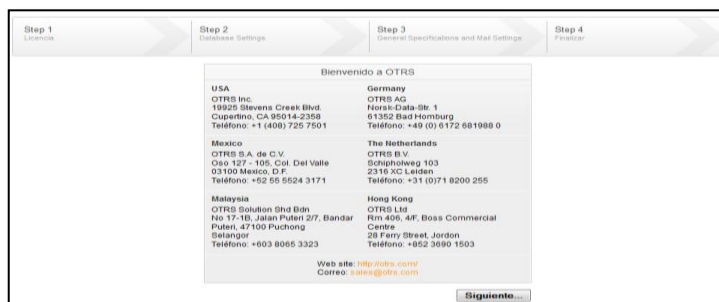 Step 1
Licencia
Step 2
Database Settings
Step 3
General Specifications and Mail Settings
Step 4
Finalizar
Bienvenido a OTRS
USA
OTRS Inc.
19925 Stevens Creek Blvd.
Cupertino, CA 95014-2358
Teléfono: +1 (408) 725 7501
Germany
OTRS AG
Norsk-Data-Str. 1
61352 Bad Homburg
Teléfono: +49 (0) 6172 681988 0
Mexico
OTRS S.A. de C.V.
Oso 127 - 105, Col. Del Valle
03100 Mexico, D.F.
Teléfono: +52 55 5524 3171
The Netherlands
OTRS B.V.
Schipholweg 103
2316 XC Leiden
Teléfono: +31 (0)71 8200 255
Malaysia
OTRS Solution Shd Bdn
No 17-1B, Jalan Puteri 2/7, Bandar
Puteri, 47100 Puchong
Selangor
Teléfono: +603 8065 3323
Hong Kong
OTRS Ltd
Rm 406, 4/F, Boss Commercial
Centre
28 Ferry Street, Jordon
Teléfono: +852 3690 1503
Web site: http://otrs.com/
Correo: sales@otrs.com
Siguiente...